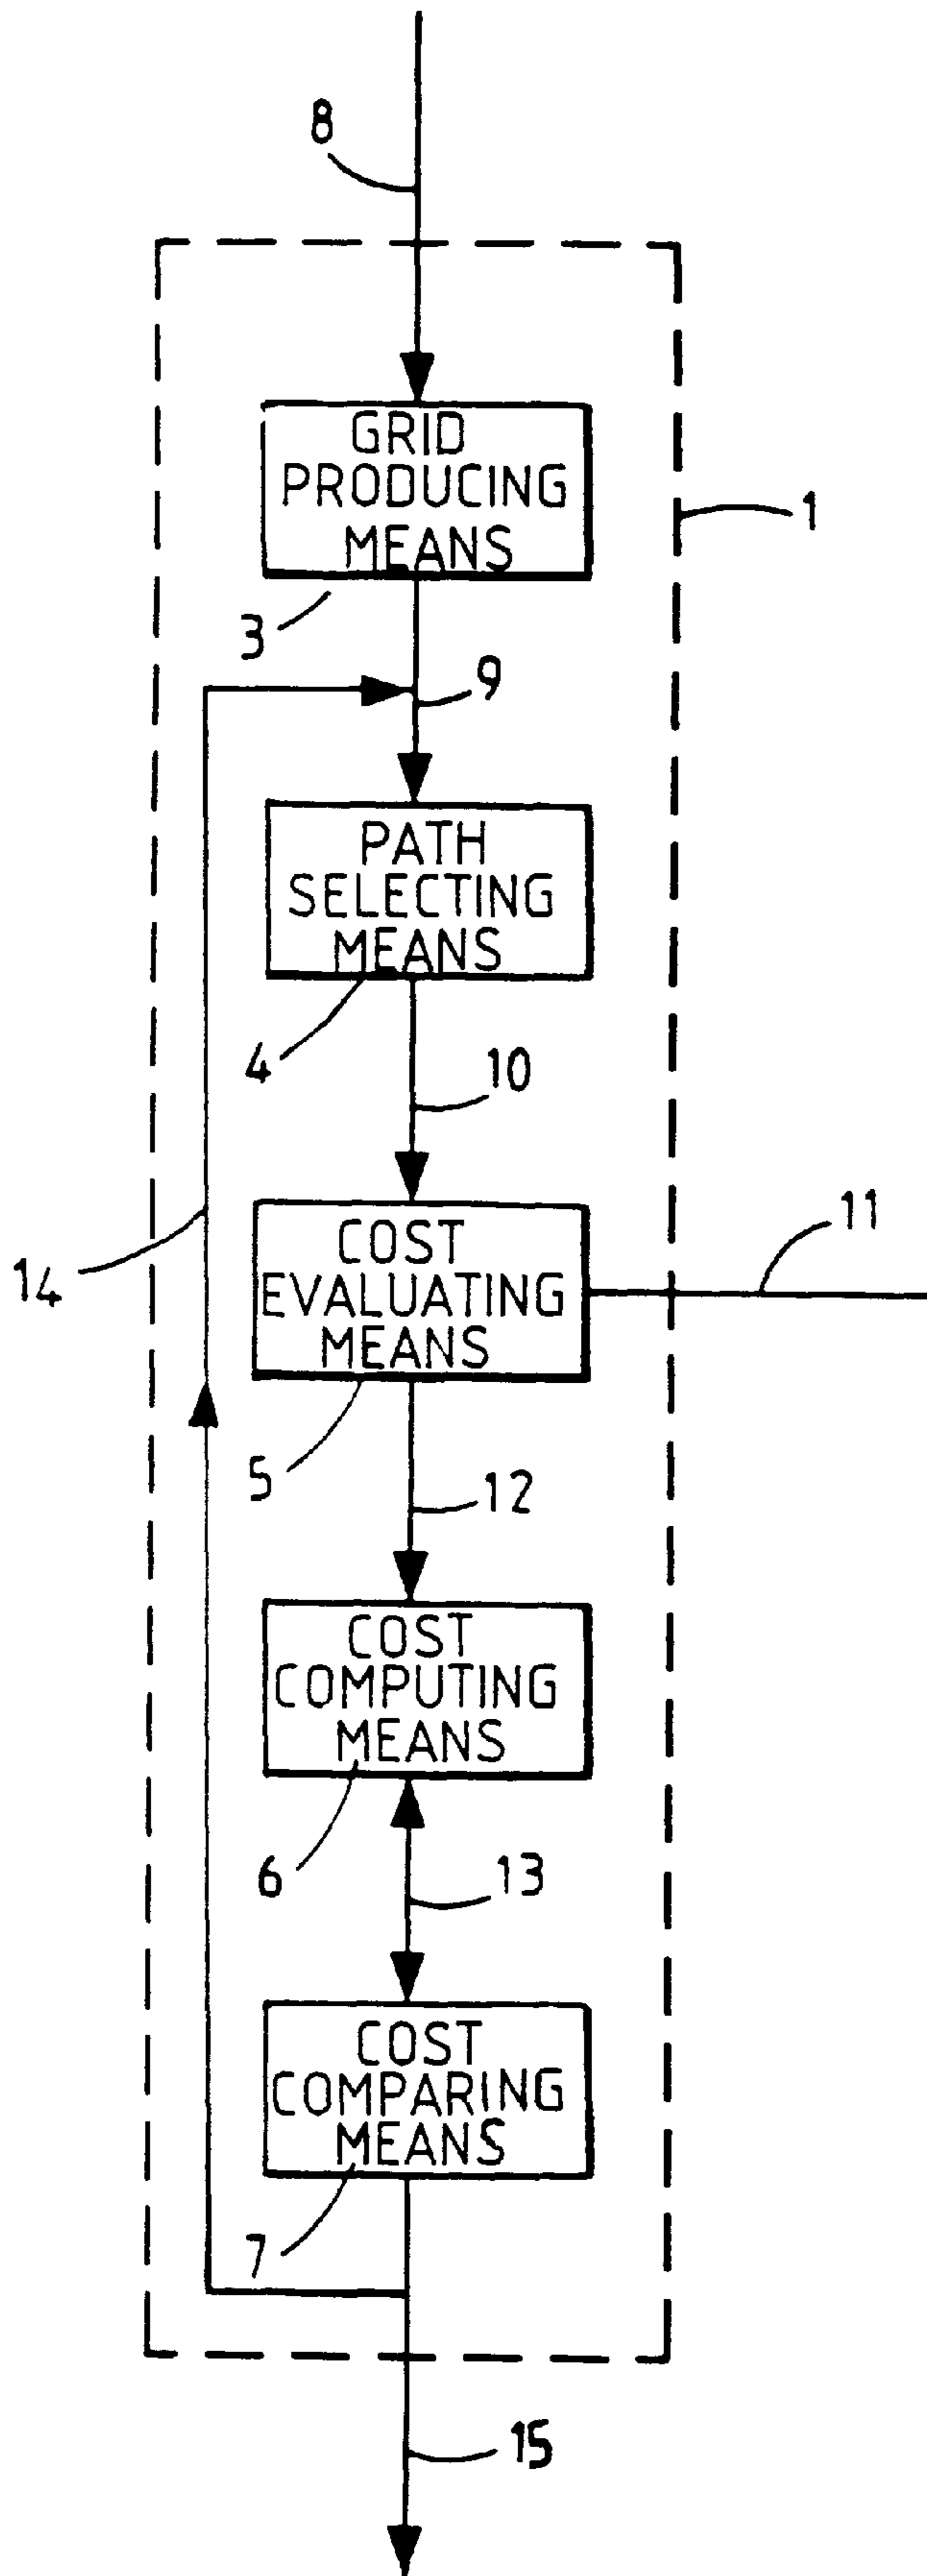 8
GRID
PRODUCING
MEANS
1
3
9
PATH
SELECTING
MEANS
4
10
COST
EVALUATING
MEANS
11
14
5
12
COST
COMPUTING
MEANS
6
13
COST
COMPARING
MEANS
7
15